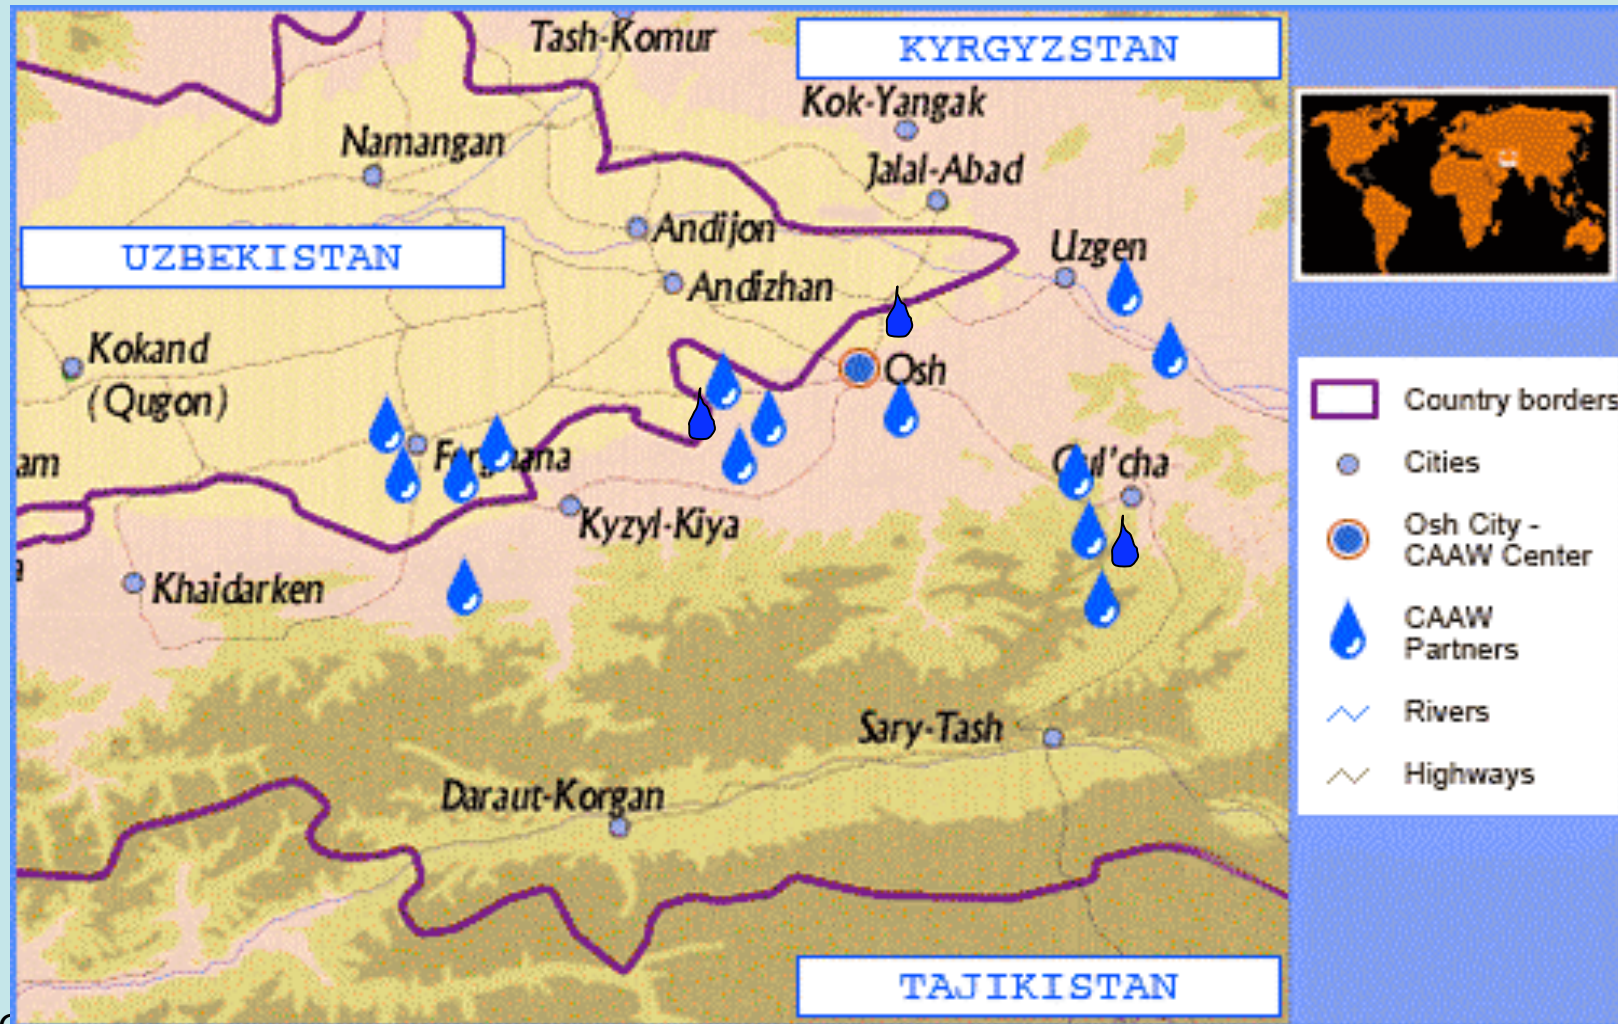 Tash-Komur
KYRGYZSTAN
Kok-Yangak
Namangan
Jalal-Abad
Andijon
UZBEKISTAN
Uzgen
Andizhan
Kokand
(Qugon)
Osh
am
Kyzyl-Kiya
Khaidarken
Sary-Tash
Daraut-Korgan
TAJIKISTAN
Country borders
Cities
Osh City -
CAAW Center
CAAW
Partners
Rivers
Highways